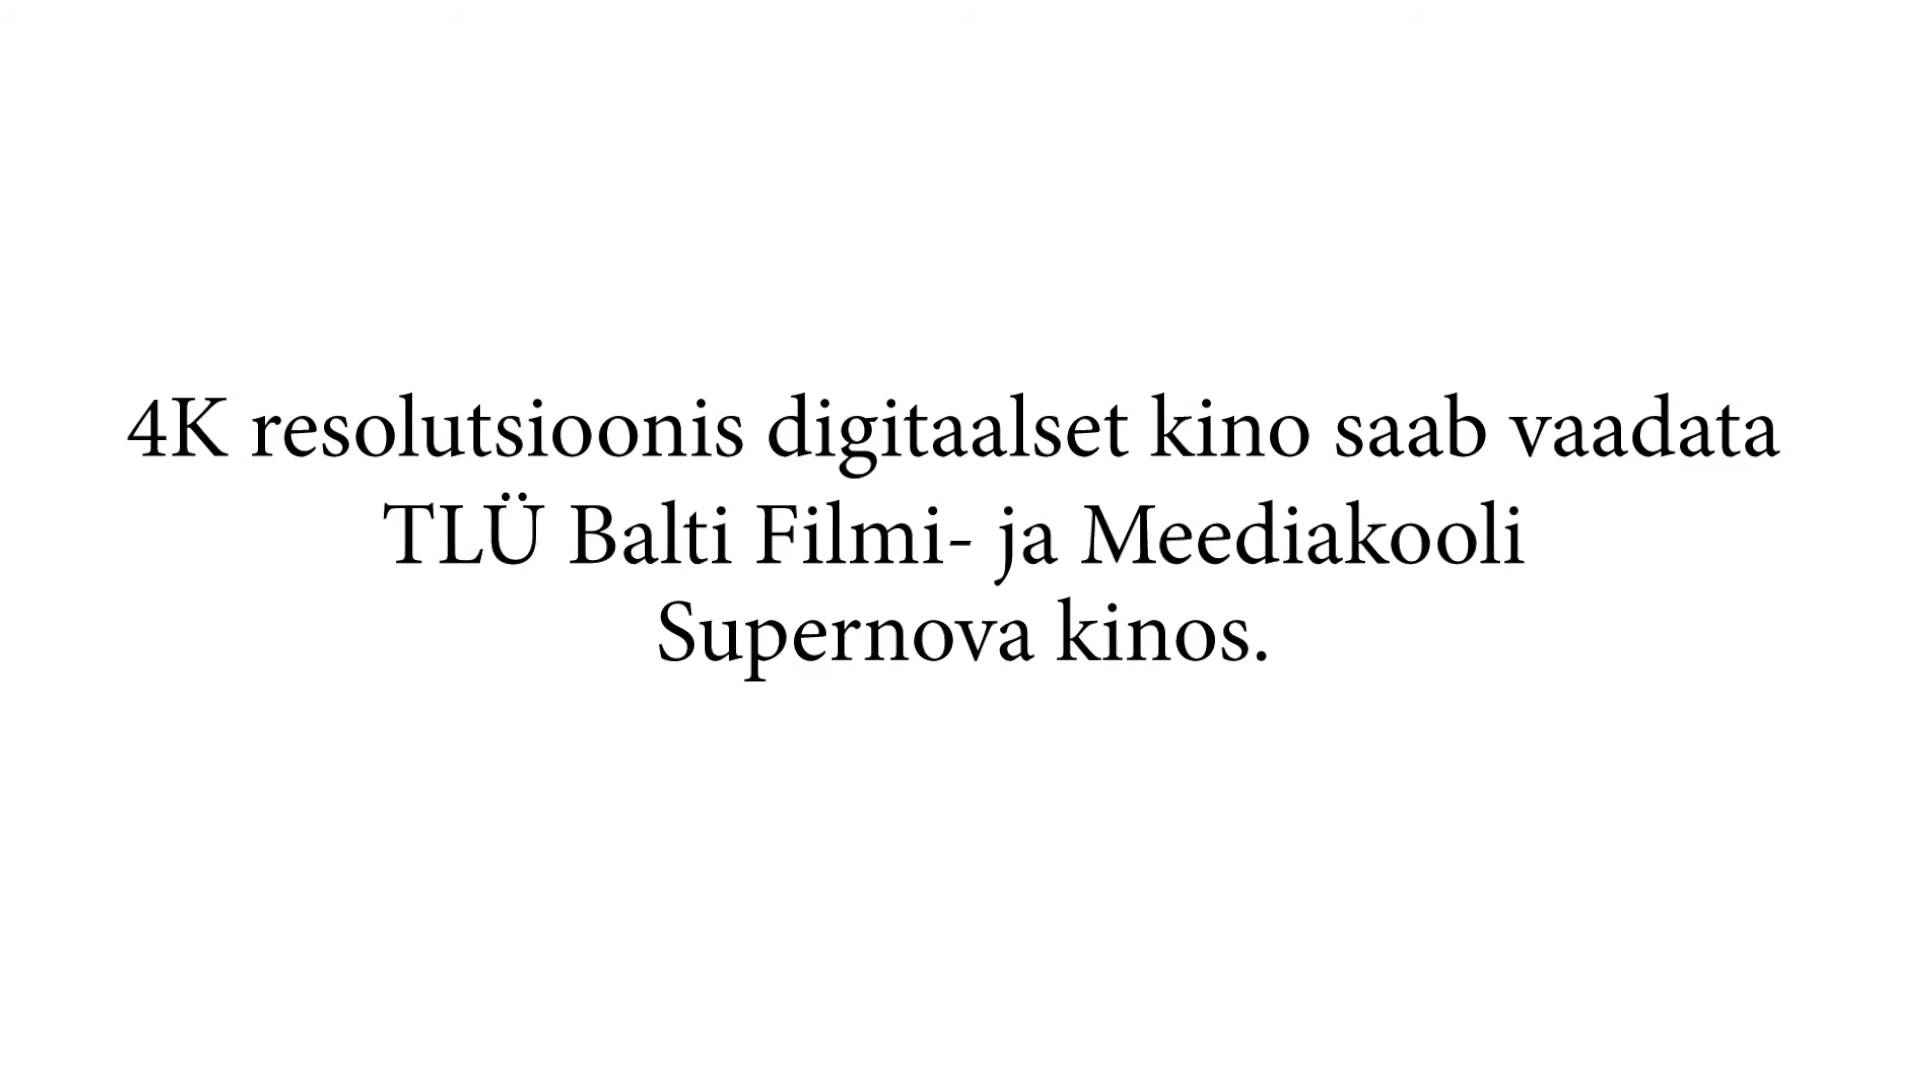 4K resolutsioonis digitaalset kino saab vaadata
TLÜ Balti Filmi- ja Meediakooli
Supernova kinos.